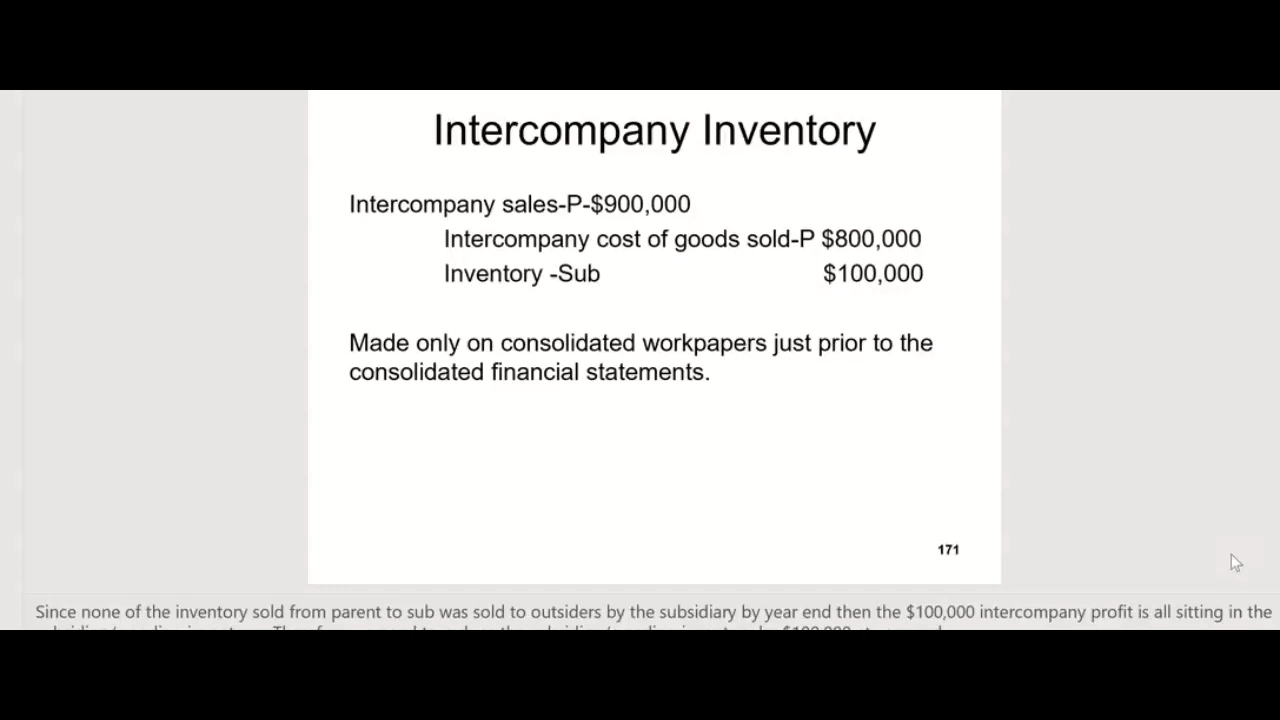 Intercompany Inventory
Intercompany sales-P-$900,000
Intercompany cost of goods sold-P $800,000
Inventory -Sub $100,000
Made only on consolidated workpapers just prior to the
consolidated financial statements.
171
Since none of the inventory sold from parent to sub was sold to outsiders by the subsidiary by year end then the $100,000 intercompany profit is all sitting in the